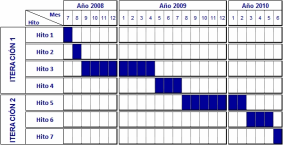 Mes
Año 2008 Año 2009 Año 2010
Hito 7 8 9 10 11 12 1 2 3 4 5 6 7 8 9 10 11 12 1 2 3 4 5 6
ITERACIÓN 1
Hito 1
Hito 2
Hito 3
Hito 4
ITERACIÓN 2
Hito 5
Hito 6
Hito 7